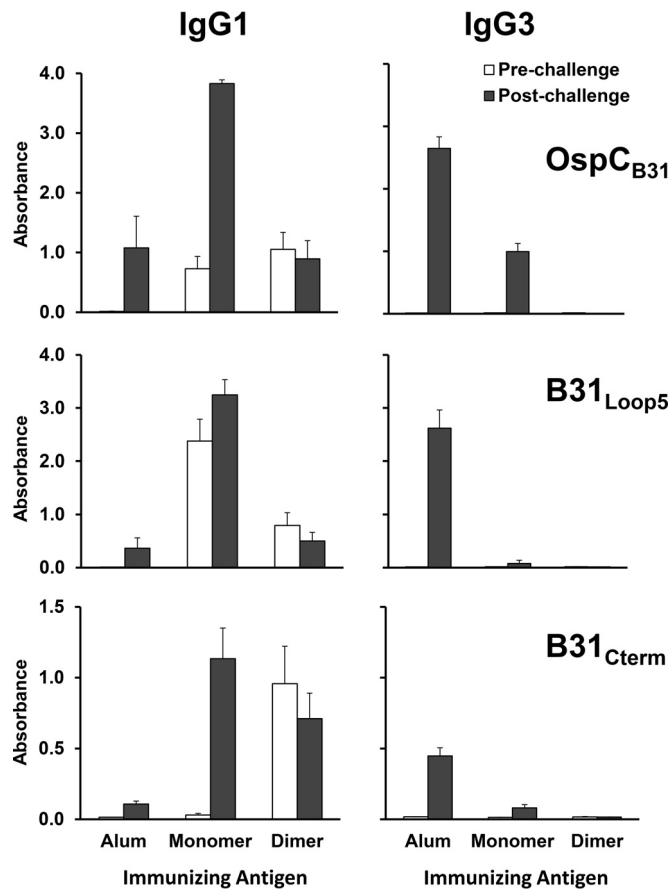 IgG1
IgG3
Pre-challenge
Post-challenge
4.0
3.0
2.0
1.0
0.0
Absorbance
OspCB31
4.0
3.0
2.0
1.0
0.0
Absorbance
B31Loop5
1.5
1.0
0.5
0.0
Absorbance
B31Cterm
Alum Monomer Dimer
Alum Monomer Dimer
Immunizing Antigen
Immunizing Antigen